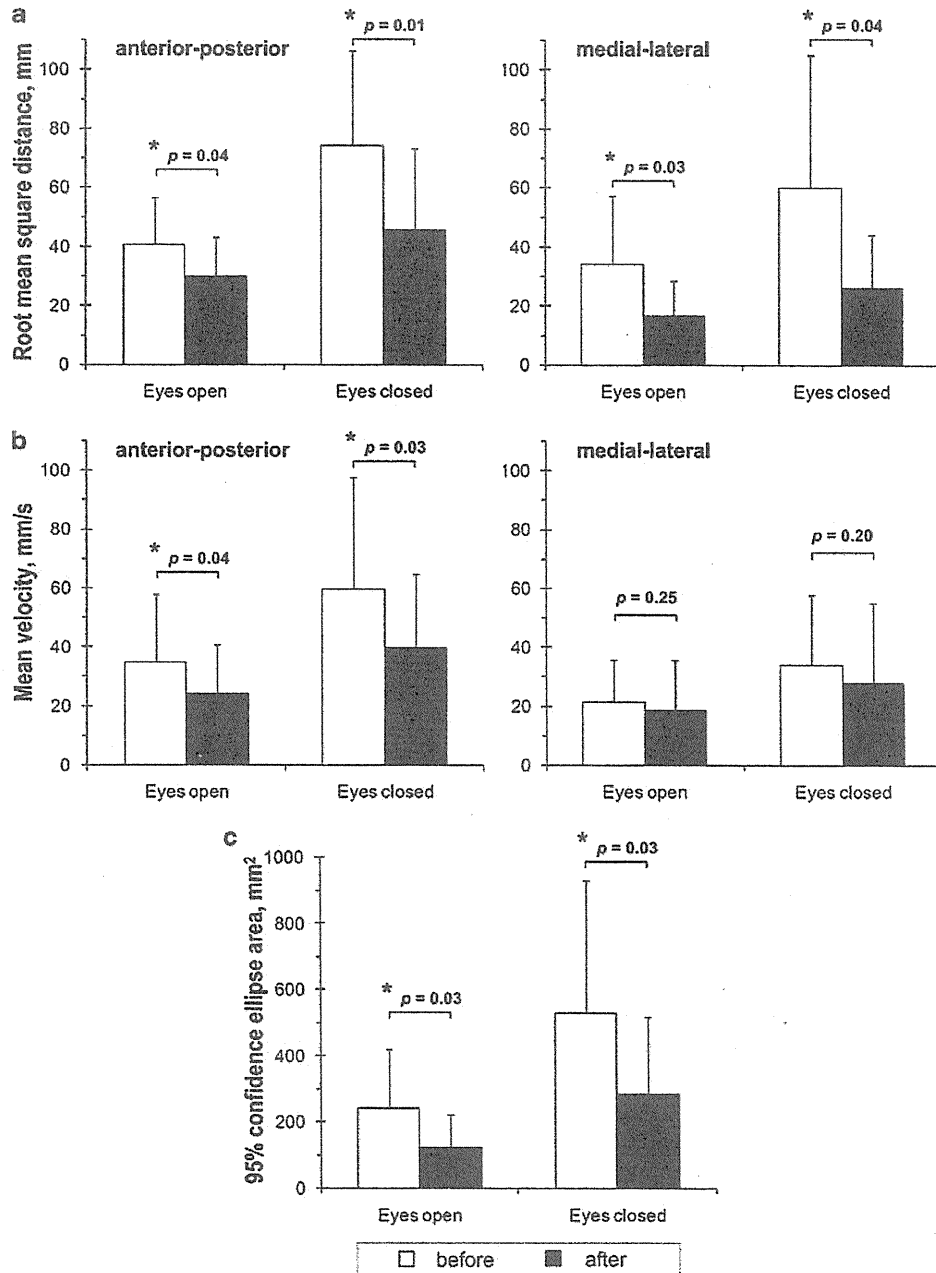 a
Root mean square distance, mm
anterior-posterior
100
80
60
40
20
0
* p = 0.04
* p = 0.01
Eyes open
Eyes closed
medial-lateral
100
80
60
40
20
0
* p = 0.03
* p = 0.04
Eyes open
Eyes closed
b
Mean velocity, mm/s
anterior-posterior
100
80
60
40
20
0
* p = 0.04
* p = 0.03
Eyes open
Eyes closed
medial-lateral
100
80
60
40
20
0
p = 0.25
p = 0.20
Eyes open
Eyes closed
c
95% confidence ellipse area, mm²
1000
800
600
400
200
0
* p = 0.03
* p = 0.03
Eyes open
Eyes closed
before after